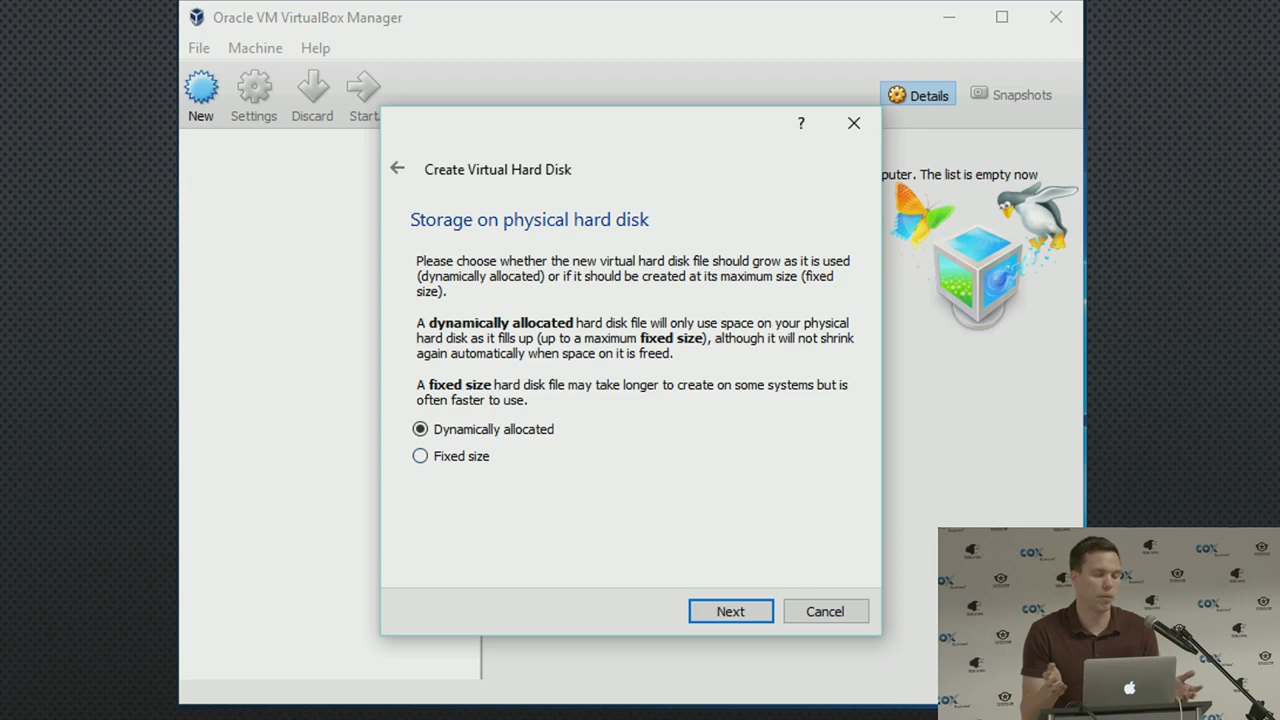 Oracle VM VirtualBox Manager
File Machine Help
New Settings Discard Start
Details Snapshots
Create Virtual Hard Disk
puter. The list is empty now
Storage on physical hard disk
Please choose whether the new virtual hard disk file should grow as it is used
(dynamically allocated) or if it should be created at its maximum size (fixed
size).
A dynamically allocated hard disk file will only use space on your physical
hard disk as it fills up (up to a maximum fixed size), although it will not shrink
again automatically when space on it is freed.
A fixed size hard disk file may take longer to create on some systems but is
often faster to use.
Dynamically allocated
Fixed size
Next Cancel
COX
COX
COX
COX
COX